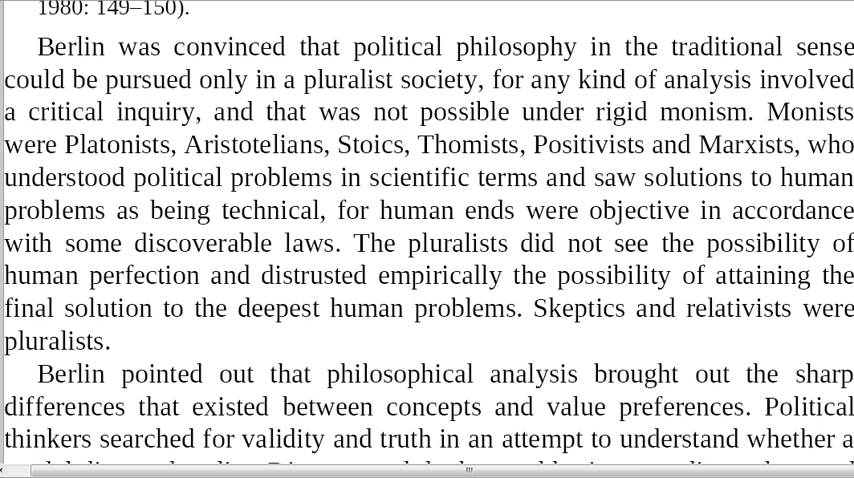 1980: 149–150).
Berlin was convinced that political philosophy in the traditional sense
could be pursued only in a pluralist society, for any kind of analysis involved
a critical inquiry, and that was not possible under rigid monism. Monists
were Platonists, Aristotelians, Stoics, Thomists, Positivists and Marxists, who
understood political problems in scientific terms and saw solutions to human
problems as being technical, for human ends were objective in accordance
with some discoverable laws. The pluralists did not see the possibility of
human perfection and distrusted empirically the possibility of attaining the
final solution to the deepest human problems. Skeptics and relativists were
pluralists.
Berlin pointed out that philosophical analysis brought out the sharp
differences that existed between concepts and value preferences. Political
thinkers searched for validity and truth in an attempt to understand whether a